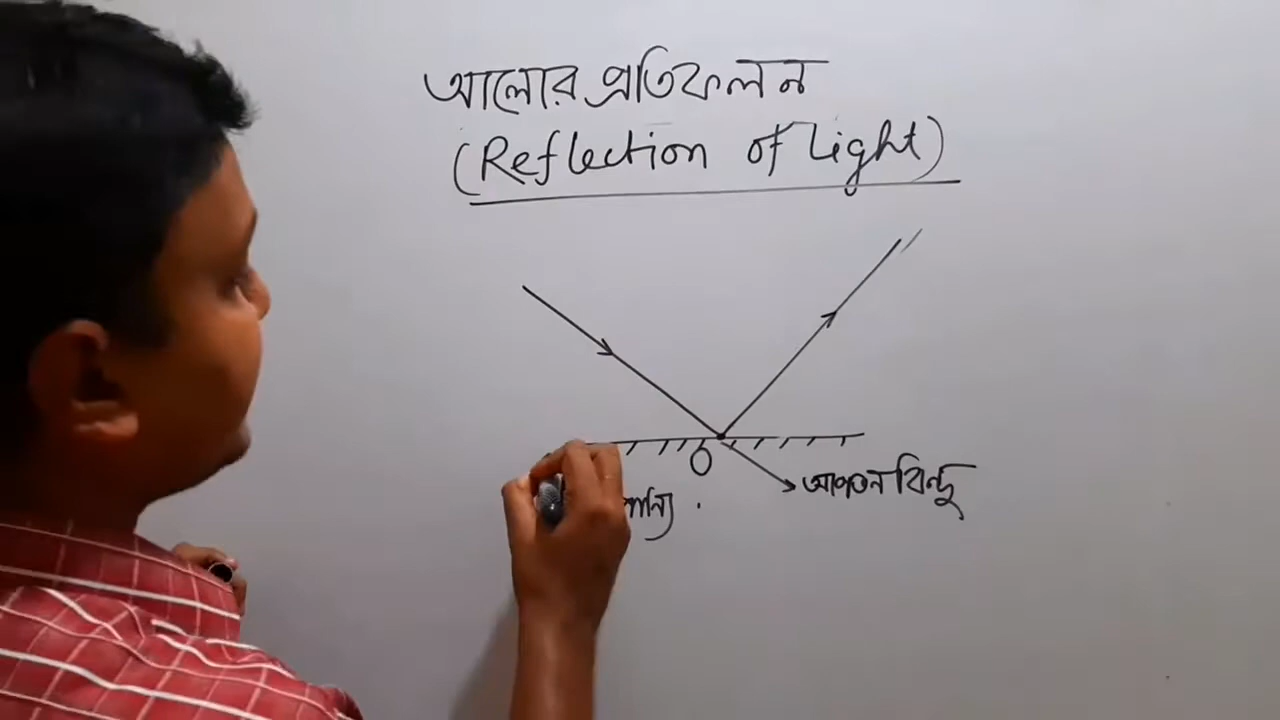 আলোর প্রতিফলন
(Reflection of Light)
O
আপতন বিন্দু